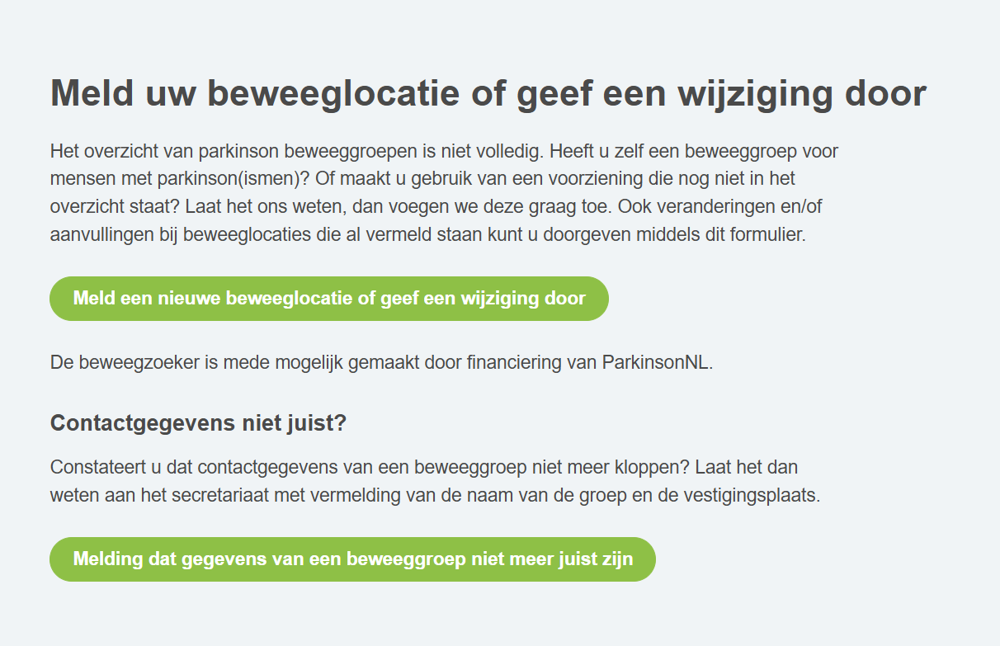 Meld uw beweeglocatie of geef een wijziging door
Het overzicht van parkinson beweeggroepen is niet volledig. Heeft u zelf een beweeggroep voor
mensen met parkinson(ismen)? Of maakt u gebruik van een voorziening die nog niet in het
overzicht staat? Laat het ons weten, dan voegen we deze graag toe. Ook veranderingen en/of
aanvullingen bij beweeglocaties die al vermeld staan kunt u doorgeven middels dit formulier.
Meld een nieuwe beweeglocatie of geef een wijziging door
De beweegzoeker is mede mogelijk gemaakt door financiering van ParkinsonNL.
Contactgegevens niet juist?
Constateert u dat contactgegevens van een beweeggroep niet meer kloppen? Laat het dan
weten aan het secretariaat met vermelding van de naam van de groep en de vestigingsplaats.
Melding dat gegevens van een beweeggroep niet meer juist zijn